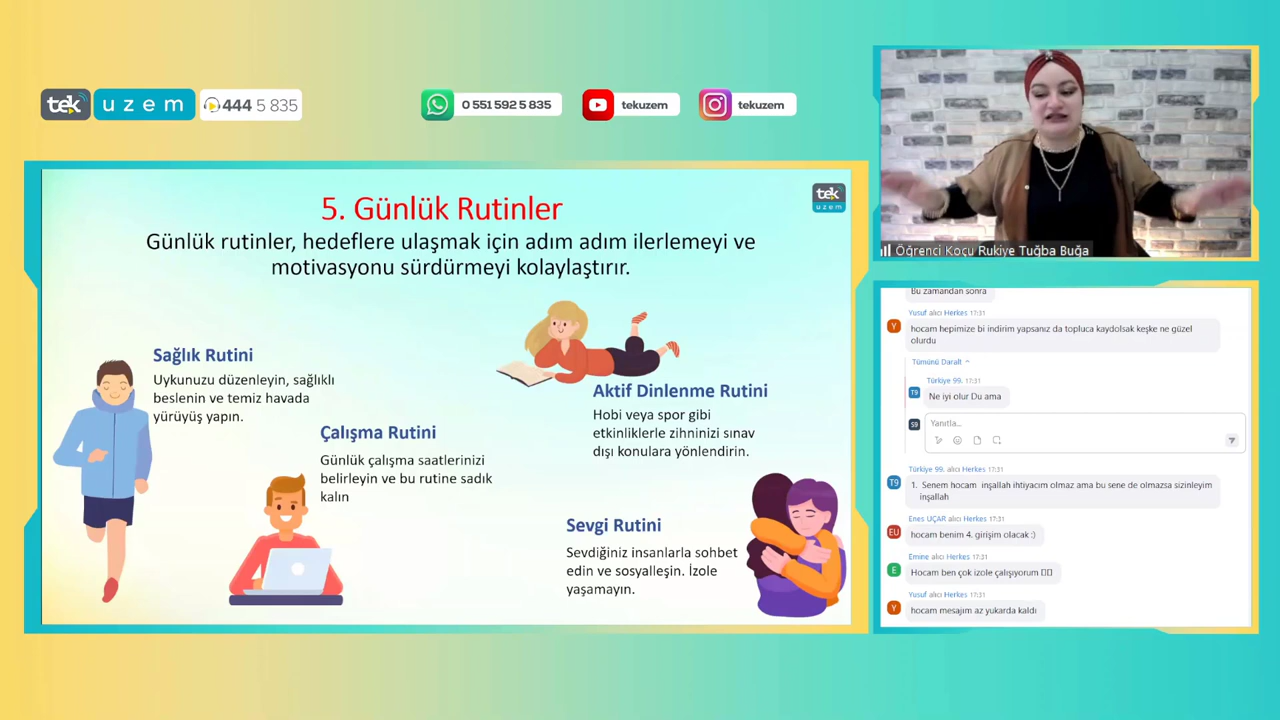 tek
uzem
444 5 835
0 551 592 5 835
tekuzem
tekuzem
tek
uzem
5. Günlük Rutinler
Günlük rutinler, hedeflere ulaşmak için adım adım ilerlemeyi ve
motivasyonu sürdürmeyi kolaylaştırır.
Sağlık Rutini
Uykunuzu düzenleyin, sağlıklı
beslenin ve temiz havada
yürüyüş yapın.
Çalışma Rutini
Günlük çalışma saatlerinizi
belirleyin ve bu rutine sadık
kalın
Aktif Dinlenme Rutini
Hobi veya spor gibi
etkinliklerle zihninizi sınav
dışı konulara yönlendirin.
Sevgi Rutini
Sevdiğiniz insanlarla sohbet
edin ve sosyalleşin. İzole
yaşamayın.
Öğrenci Koçu Rukiye Tuğba Buğa
Bu zamandan sonra
Yusuf alıcı Herkes 17:31
Y
hocam hepimize bi indirim yapsanız da topluca kaydolsak keşke ne güzel
olurdu
Tümünü Daralt
Türkiye 99. 17:31
T9
Ne iyi olur Du ama
S9
Yanıtla...
Türkiye 99. alıcı Herkes 17:31
T9
1. Senem hocam inşallah ihtiyacım olmaz ama bu sene de olmazsa sizinleyim
inşallah
Enes UÇAR alıcı Herkes 17:31
EU
hocam benim 4. girişim olacak :)
Emine alıcı Herkes 17:31
E
Hocam ben çok izole çalışıyorum
Yusuf alıcı Herkes 17:31
Y
hocam mesajım az yukarda kaldı